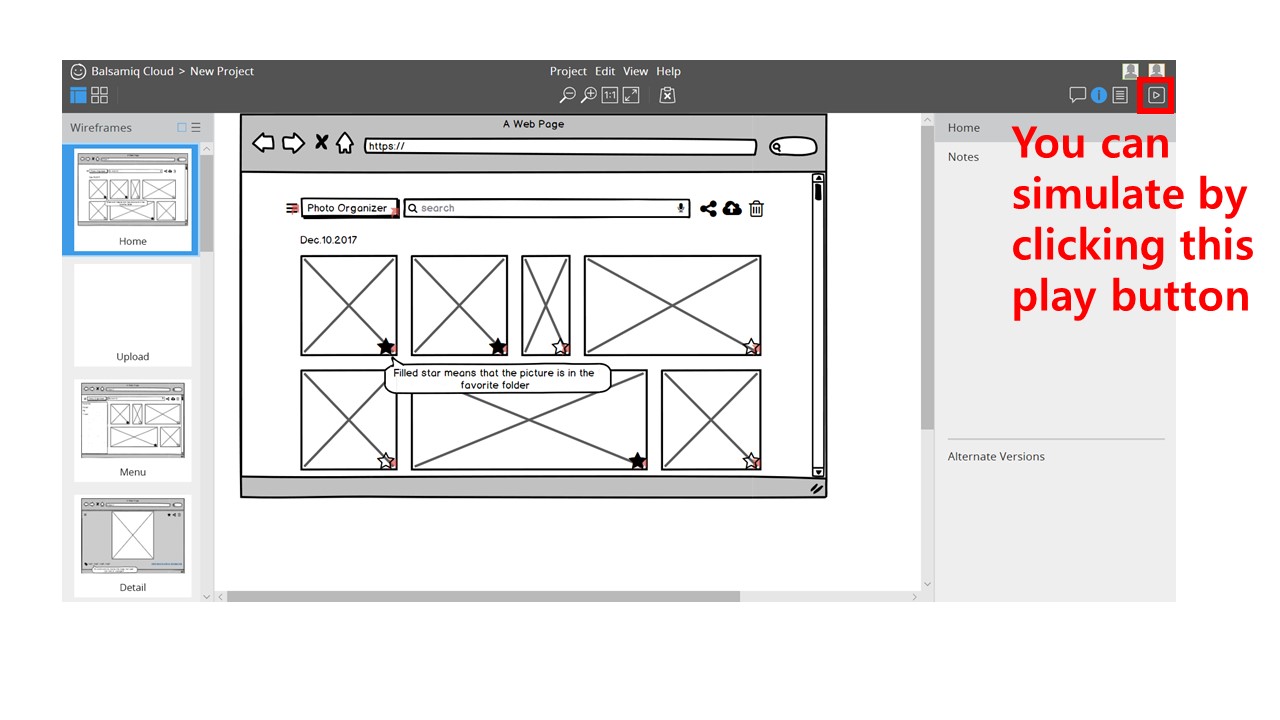 Balsamiq Cloud > New Project
Project Edit View Help
1:1
Wireframes
Home
Upload
Menu
Detail
A Web Page
https://
Photo Organizer
search
Dec.10.2017
Filled star means that the picture is in the
favorite folder
Home
Notes
Alternate Versions
You can
simulate by
clicking this
play button